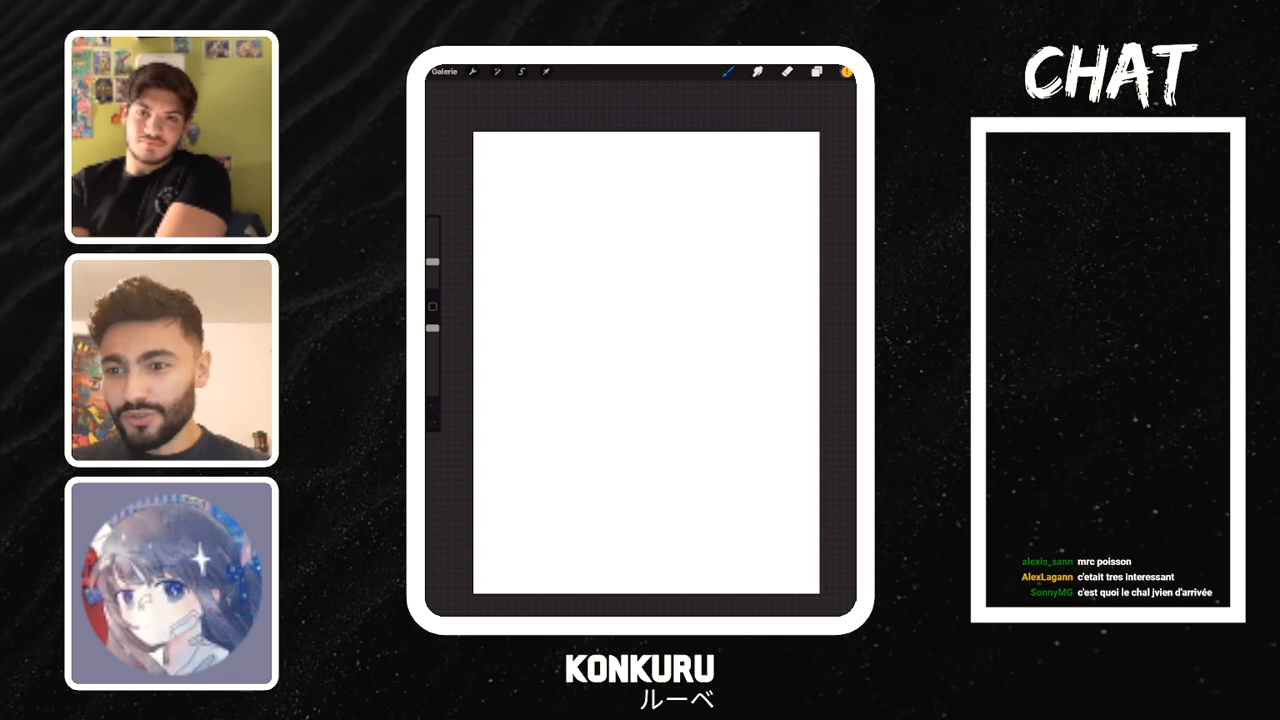 Galerie
CHAT
alexis_sann mrc poisson
AlexLagann c'etait tres interessant
SonnyMG c'est quoi le chal jvien d'arrivée
KONKURU
ルーベ